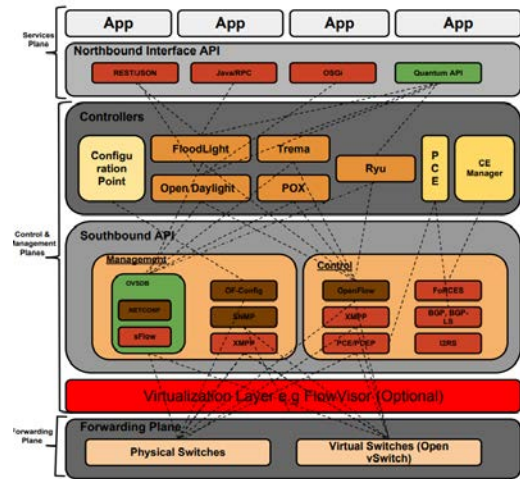 App
App
App
App
Services
Plane
Northbound Interface API
REST/JSON
Java/RPC
OSGi
Quantum API
Controllers
Configu
ration
Point
FloodLight
Trema
Open Daylight
POX
Ryu
P
C
E
CE
Manager
Control &
Management
Planes
Southbound API
Management
OVSDB
NETCONF
sFlow
OF-Config
SNMP
XMPP
Control
OpenFlow
XMPP
PCE/PCEP
ForCES
BGP, BGP-
LS
I2RS
Virtualization Layer e.g FlowVisor (Optional)
Forwarding
Plane
Forwarding Plane
Physical Switches
Virtual Switches (Open
vSwitch)